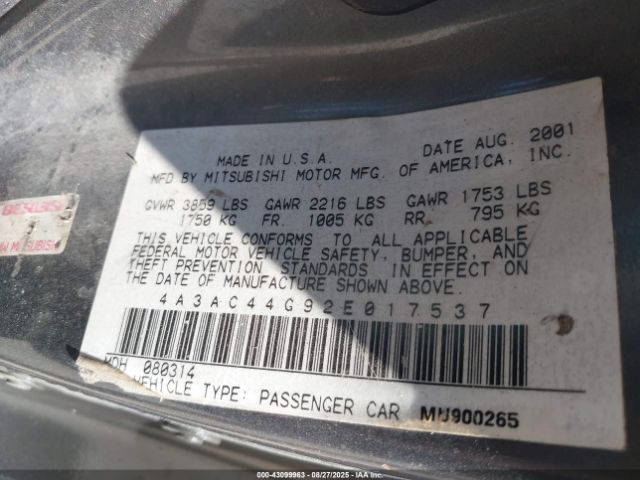 MADE IN U.S.A. DATE AUG. 2001
MFD BY MITSUBISHI MOTOR MFG. OF AMERICA, INC.
GVWR 3859 LBS GAWR 2216 LBS GAWR 1753 LBS
1750 KG FR. 1005 KG RR. 795 KG
THIS VEHICLE CONFORMS TO ALL APPLICABLE
FEDERAL MOTOR VEHICLE SAFETY, BUMPER, AND
THEFT PREVENTION STANDARDS IN EFFECT ON
THE DATE OF MANUFACTURE SHOWN ABOVE.
4A3AC44G92E017537
MDH 080314
VEHICLE TYPE: PASSENGER CAR MU900265
MITSUBISHI
000-43099963 | 08/27/2025 | IAA Inc.